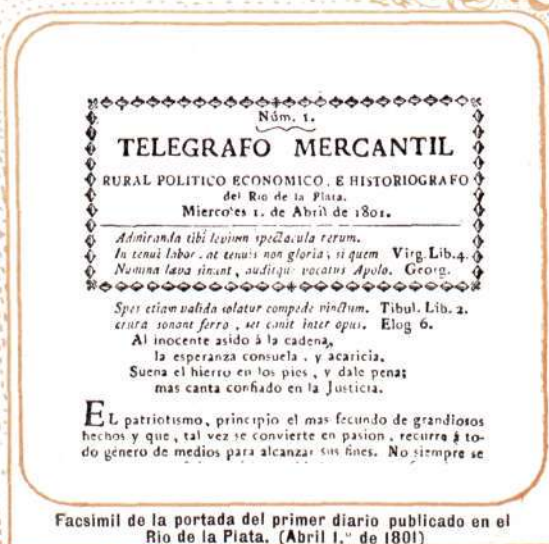 Núm. 1.
TELEGRAFO MERCANTIL
RURAL POLITICO ECONOMICO, E HISTORIOGRAFO
del Rio de la Plata.
Miercoles 1. de Abril de 1801.
Admiranda tibi levium spectacula rerum.
In tenui labor, at tenuis non gloria; si quem Virg. Lib. 4.
Numina læva sinunt, auditque vocatus Apolo. Georg.
Spes etiam valida solatur compede vinctum. Tibul. Lib. 2.
crura sonant ferro, set canit inter opus. Elog 6.
Al inocente asido à la cadena,
la esperanza consuela, y acaricia.
Suena el hierro en los pies, y dale pena;
mas canta confiado en la Justicia.
EL patriotismo, principio el mas fecundo de grandiosos
hechos y que, tal vez se convierte en pasion, recurre à to-
do género de medios para alcanzar sus fines. No siempre se
Facsimil de la portada del primer diario publicado en el
Rio de la Plata. (Abril 1.º de 1801)